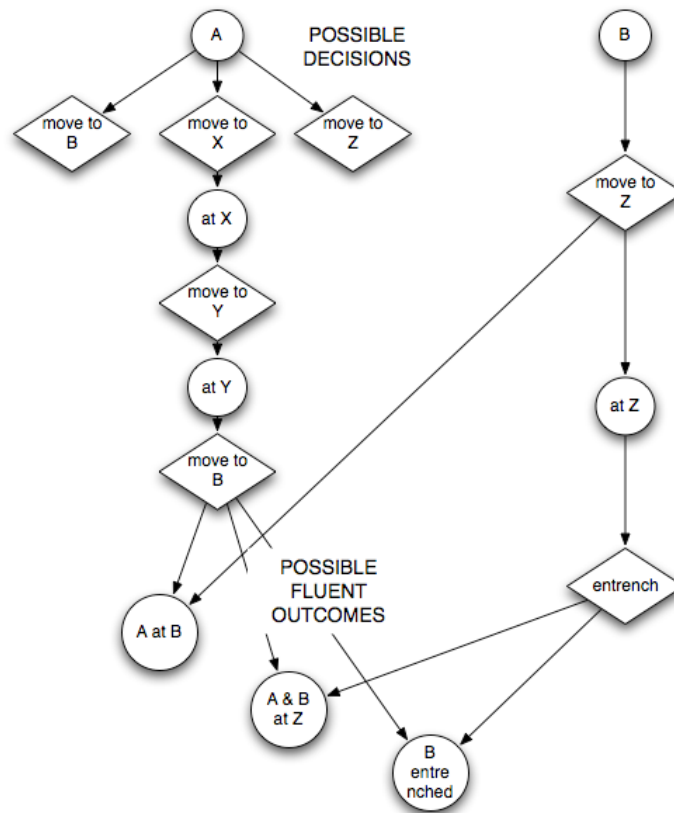 A
POSSIBLE
DECISIONS
B
move to
B
move to
X
move to
Z
move to
Z
at X
move to
Y
at Y
at Z
move to
B
POSSIBLE
FLUENT
OUTCOMES
entrench
A at B
A & B
at Z
B
entre
nched